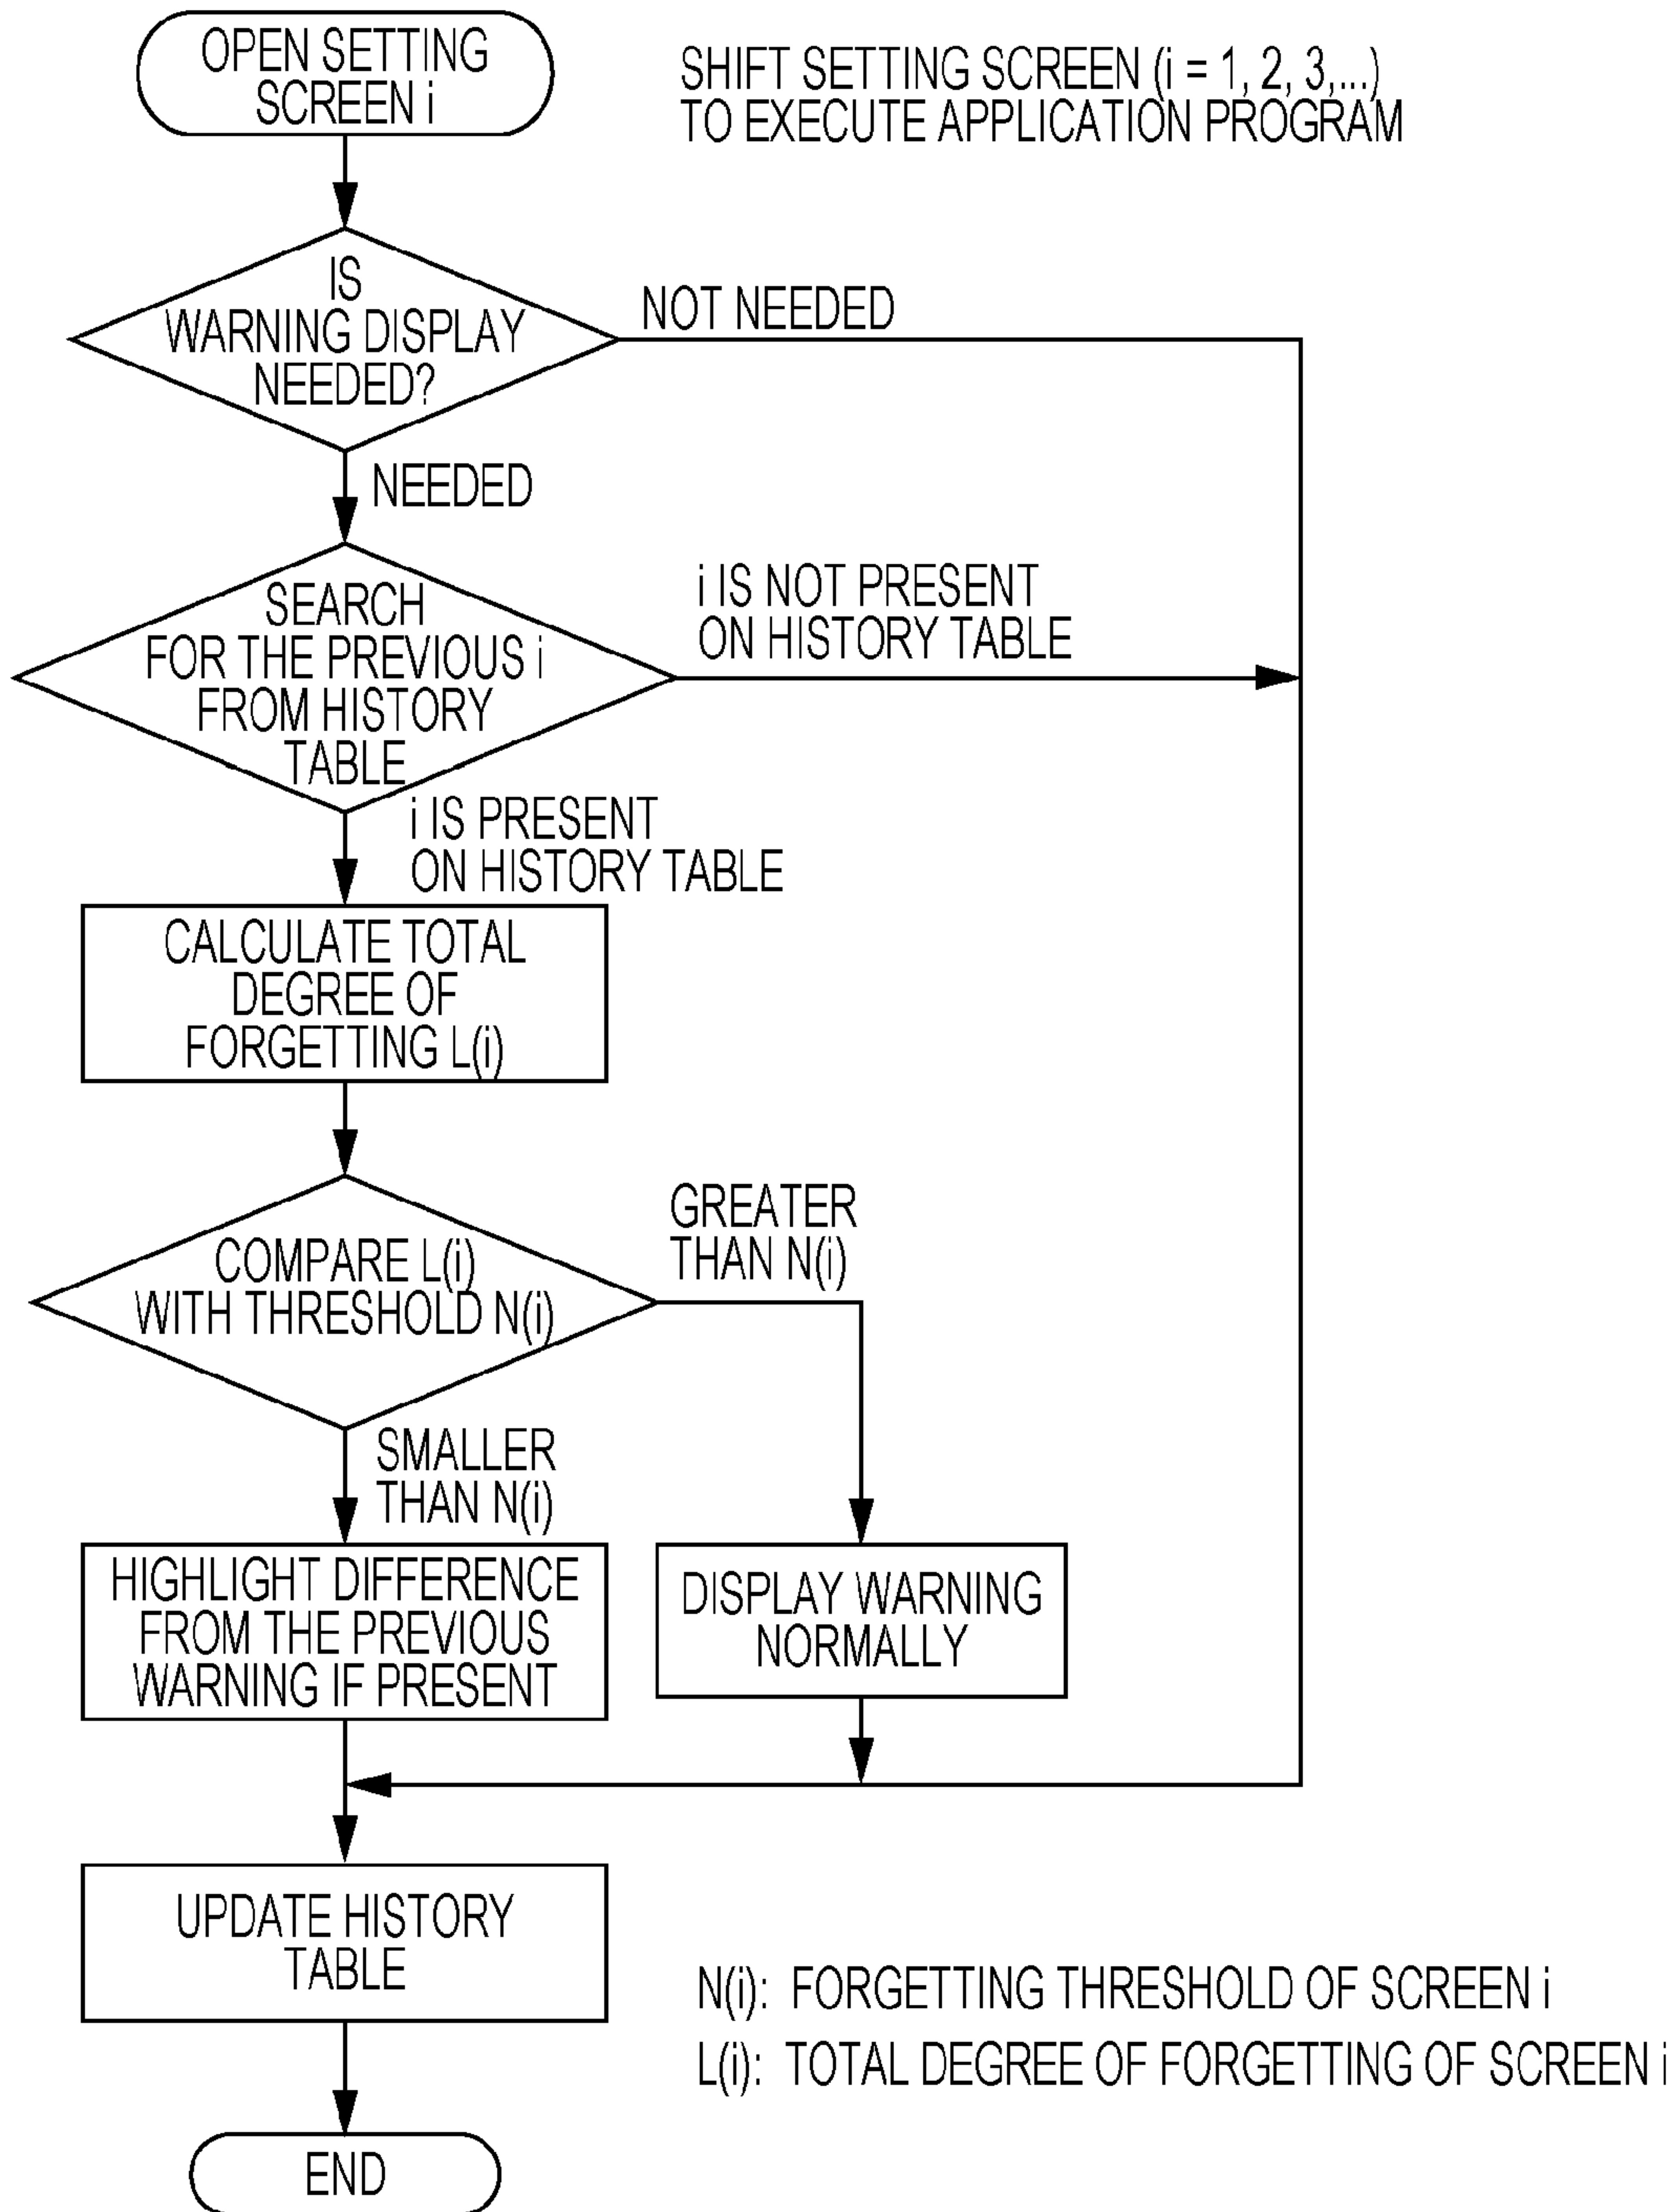 OPEN SETTING
SCREEN i
SHIFT SETTING SCREEN (i = 1, 2, 3,...)
TO EXECUTE APPLICATION PROGRAM
IS
WARNING DISPLAY
NEEDED?
NOT NEEDED
NEEDED
SEARCH
FOR THE PREVIOUS i
FROM HISTORY
TABLE
i IS NOT PRESENT
ON HISTORY TABLE
i IS PRESENT
ON HISTORY TABLE
CALCULATE TOTAL
DEGREE OF
FORGETTING L(i)
COMPARE L(i)
WITH THRESHOLD N(i)
GREATER
THAN N(i)
SMALLER
THAN N(i)
HIGHLIGHT DIFFERENCE
FROM THE PREVIOUS
WARNING IF PRESENT
DISPLAY WARNING
NORMALLY
UPDATE HISTORY
TABLE
N(i): FORGETTING THRESHOLD OF SCREEN i
L(i): TOTAL DEGREE OF FORGETTING OF SCREEN i
END